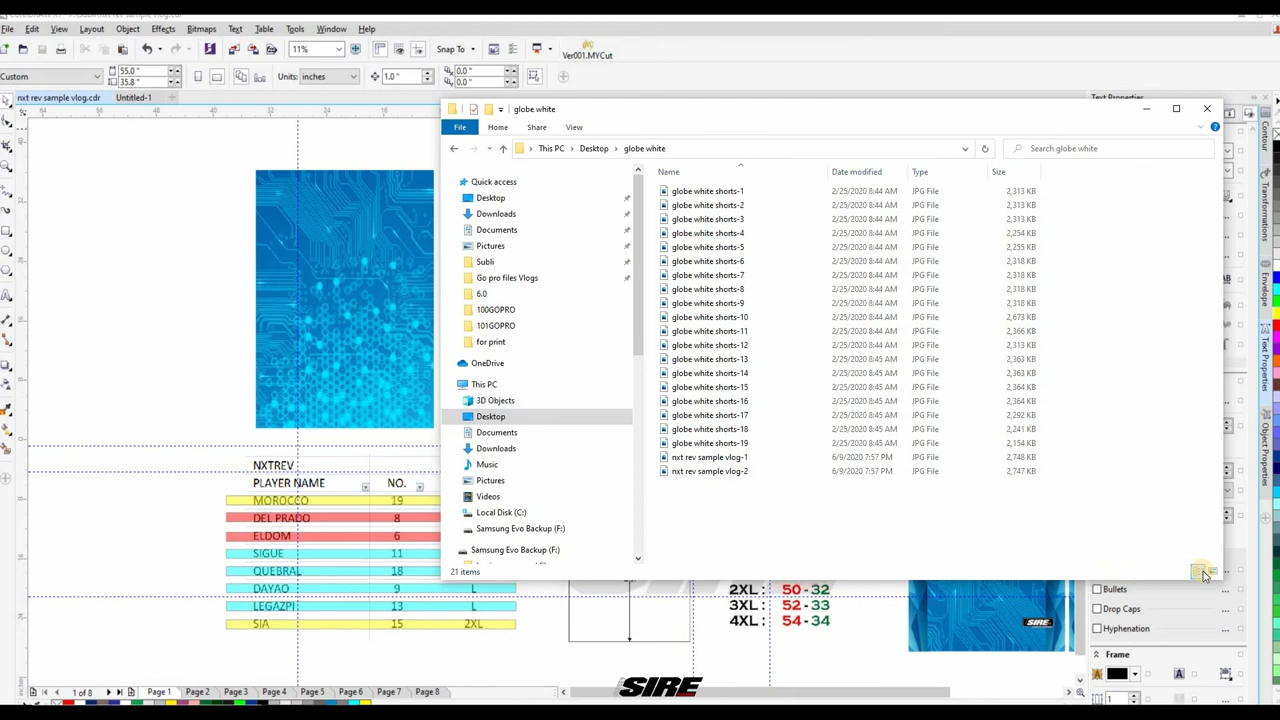 File Edit View Layout Object Effects Bitmaps Text Table Tools Window Help
11% Snap To Ver001.MYCut
Custom 55.0 " 35.8 " Units: inches 1.0 " 0.0 " 0.0 "
nxt rev sample vlog.cdr Untitled-1
globe white
File Home Share View
This PC Desktop globe white Search globe white
Name Date modified Type Size
Quick access
Desktop
Downloads
Documents
Pictures
Subli
Go pro files Vlogs
6.0
100GOPRO
101GOPRO
for print
OneDrive
This PC
3D Objects
Desktop
Documents
Downloads
Music
Pictures
Videos
Local Disk (C:)
Samsung Evo Backup (F:)
Samsung Evo Backup (F:)
globe white shorts-1 2/25/2020 8:44 AM JPG File 2,313 KB
globe white shorts-2 2/25/2020 8:44 AM JPG File 2,313 KB
globe white shorts-3 2/25/2020 8:44 AM JPG File 2,313 KB
globe white shorts-4 2/25/2020 8:44 AM JPG File 2,254 KB
globe white shorts-5 2/25/2020 8:44 AM JPG File 2,255 KB
globe white shorts-6 2/25/2020 8:44 AM JPG File 2,318 KB
globe white shorts-7 2/25/2020 8:44 AM JPG File 2,318 KB
globe white shorts-8 2/25/2020 8:44 AM JPG File 2,318 KB
globe white shorts-9 2/25/2020 8:44 AM JPG File 2,318 KB
globe white shorts-10 2/25/2020 8:44 AM JPG File 2,673 KB
globe white shorts-11 2/25/2020 8:44 AM JPG File 2,366 KB
globe white shorts-12 2/25/2020 8:44 AM JPG File 2,313 KB
globe white shorts-13 2/25/2020 8:45 AM JPG File 2,363 KB
globe white shorts-14 2/25/2020 8:45 AM JPG File 2,363 KB
globe white shorts-15 2/25/2020 8:45 AM JPG File 2,364 KB
globe white shorts-16 2/25/2020 8:45 AM JPG File 2,364 KB
globe white shorts-17 2/25/2020 8:45 AM JPG File 2,292 KB
globe white shorts-18 2/25/2020 8:45 AM JPG File 2,241 KB
globe white shorts-19 2/25/2020 8:45 AM JPG File 2,154 KB
nxt rev sample vlog-1 6/9/2020 7:57 PM JPG File 2,748 KB
nxt rev sample vlog-2 6/9/2020 7:57 PM JPG File 2,747 KB
21 items
NXTREV
PLAYER NAME NO.
MOROCCO 19
DEL PRADO 8
ELDOM 6
SIGUE 11
QUEBRAL 18
DAYAO 9 L
LEGAZPI 13 L
SIA 15 2XL
2XL : 50 - 32
3XL : 52 - 33
4XL : 54 - 34
SIRE
Text Properties
Contour
Transformations
Envelope
Text Properties
Object Properties
Bullets
Drop Caps
Hyphenation
Frame
1
1 of 8 Page 1 Page 2 Page 3 Page 4 Page 5 Page 6 Page 7 Page 8
SIRE